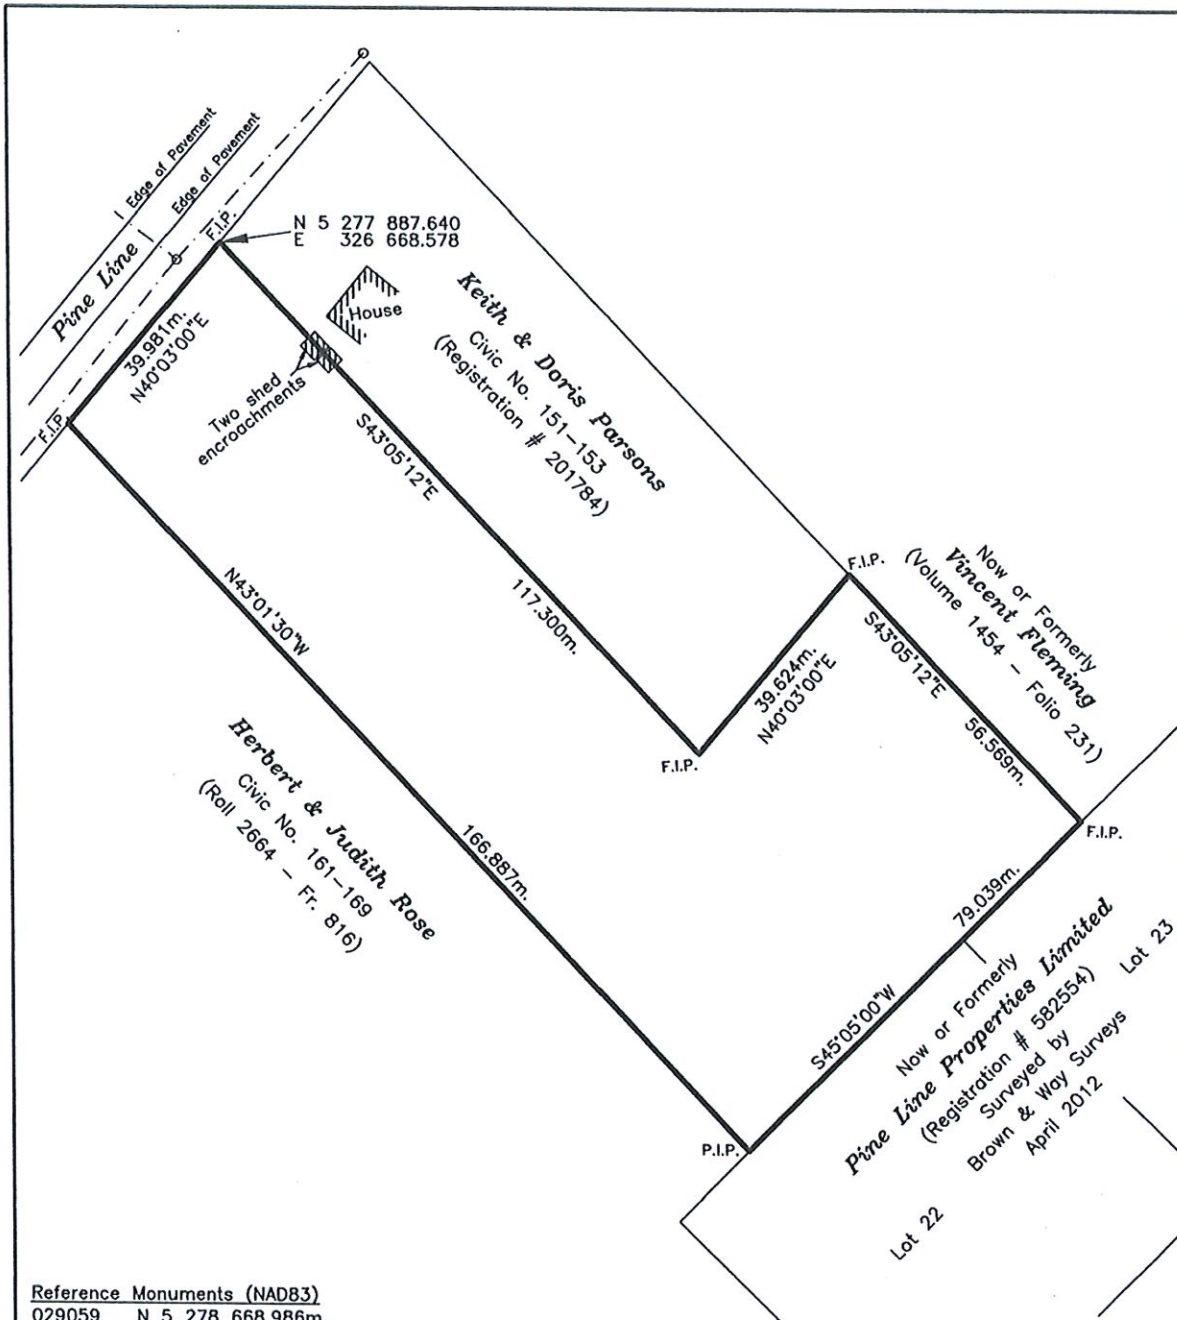 Edge of Pavement
Edge of Pavement
Pine Line
F.I.P.
N 5 277 887.640
E 326 668.578
House
Keith & Doris Parsons
Civic No. 151-153
(Registration # 201784)
39.981m.
N40°03'00"E
F.I.P.
Two shed
encroachments
S43°05'12"E
117.300m.
F.I.P.
Now or Formerly
Vincent Fleming
(Volume 1454 - Folio 231)
S43°05'12"E
56.569m.
39.624m.
N40°03'00"E
F.I.P.
F.I.P.
N43°01'30"W
166.887m.
Herbert & Judith Rose
Civic No. 161-169
(Roll 2664 - Fr. 816)
79.039m.
S45°05'00"W
Now or Formerly
Pine Line Properties Limited
(Registration # 582554)
Surveyed by
Brown & Way Surveys
April 2012
Lot 23
P.I.P.
Lot 22
Reference Monuments (NAD83)
029059 N 5 278 668.986m